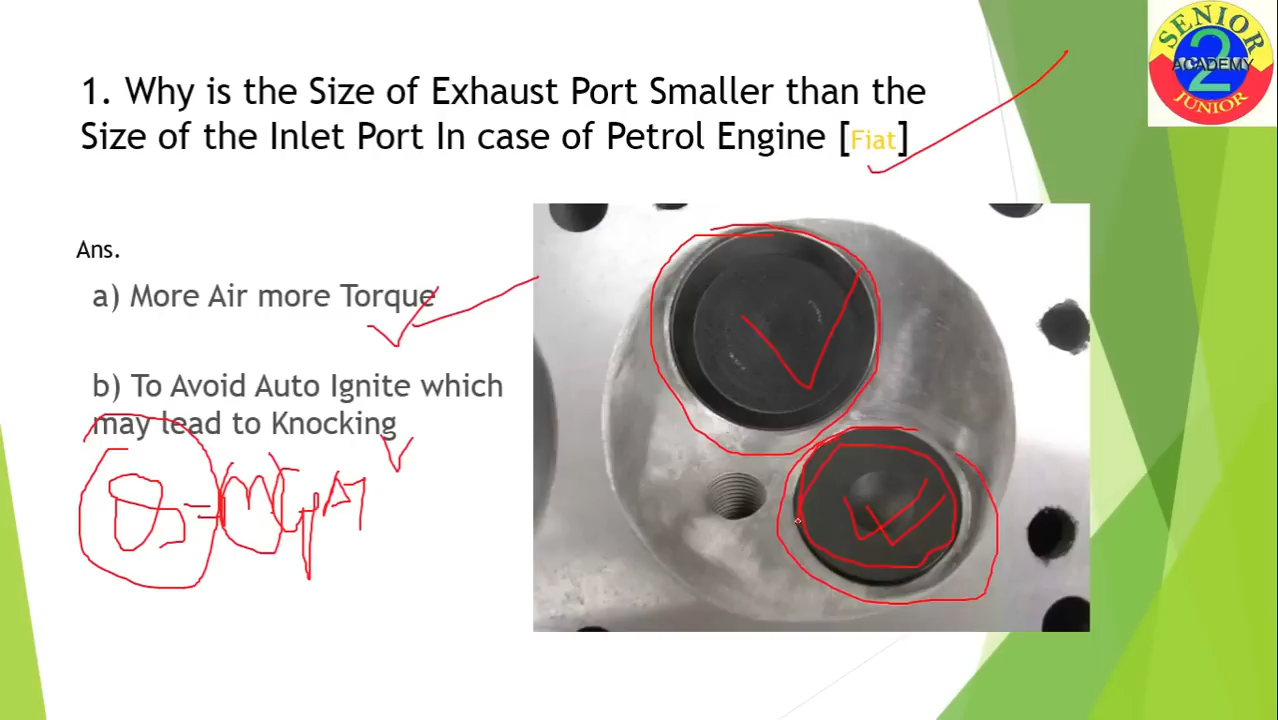 1. Why is the Size of Exhaust Port Smaller than the
Size of the Inlet Port In case of Petrol Engine [Fiat]
SENIOR
2
ACADEMY
JUNIOR
Ans.
a) More Air more Torque
b) To Avoid Auto Ignite which
may lead to Knocking